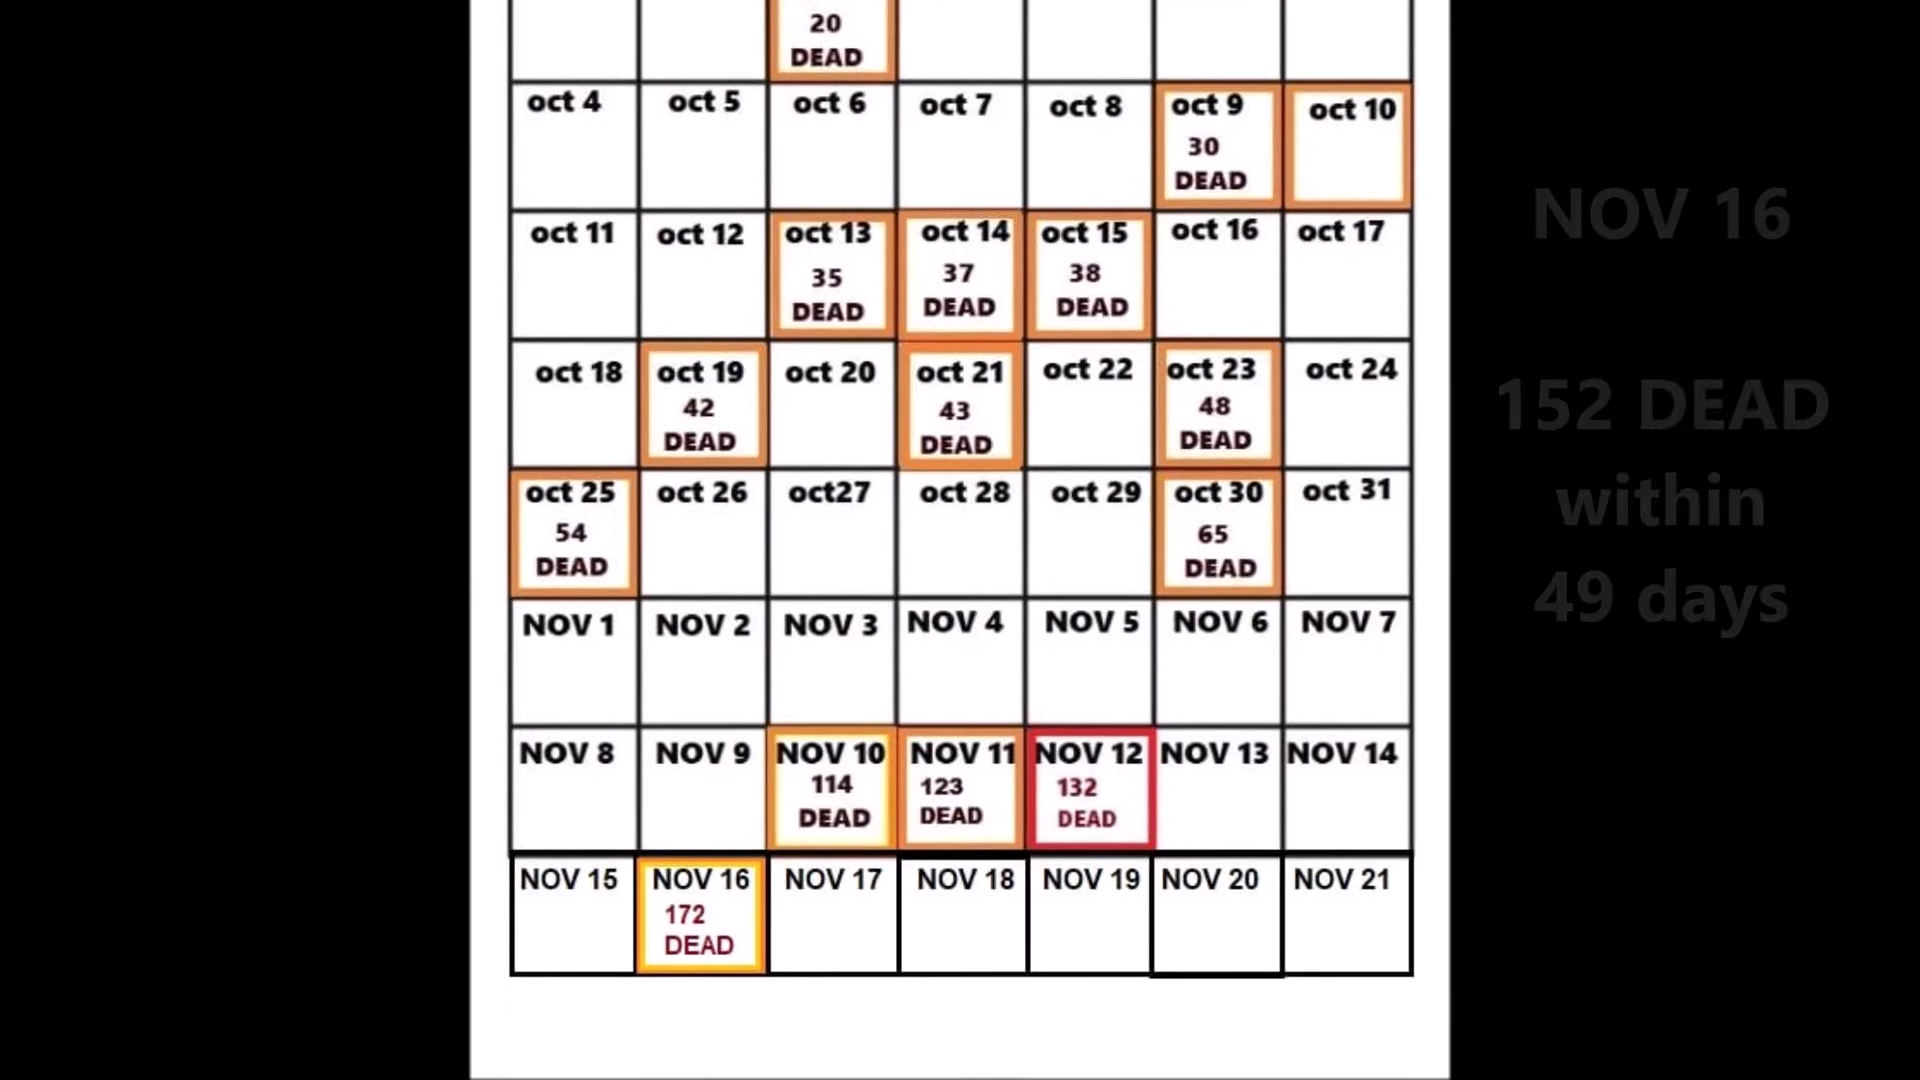 20
DEAD
oct 4
oct 5
oct 6
oct 7
oct 8
oct 9
30
DEAD
oct 10
oct 11
oct 12
oct 13
35
DEAD
oct 14
37
DEAD
oct 15
38
DEAD
oct 16
oct 17
oct 18
oct 19
42
DEAD
oct 20
oct 21
43
DEAD
oct 22
oct 23
48
DEAD
oct 24
oct 25
54
DEAD
oct 26
oct27
oct 28
oct 29
oct 30
65
DEAD
oct 31
NOV 1
NOV 2
NOV 3
NOV 4
NOV 5
NOV 6
NOV 7
NOV 8
NOV 9
NOV 10
114
DEAD
NOV 11
123
DEAD
NOV 12
132
DEAD
NOV 13
NOV 14
NOV 15
NOV 16
172
DEAD
NOV 17
NOV 18
NOV 19
NOV 20
NOV 21
NOV 16
152 DEAD
within
49 days